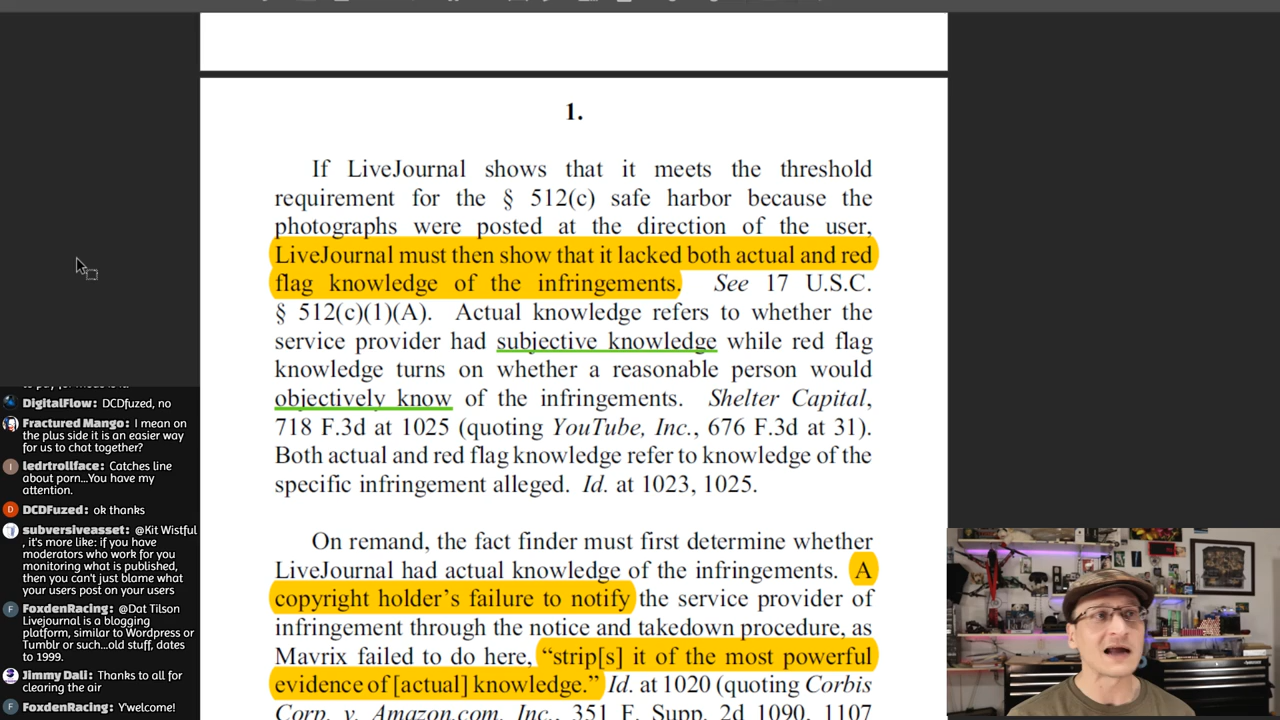 1.
If LiveJournal shows that it meets the threshold
requirement for the § 512(c) safe harbor because the
photographs were posted at the direction of the user,
LiveJournal must then show that it lacked both actual and red
flag knowledge of the infringements. See 17 U.S.C.
§ 512(c)(1)(A). Actual knowledge refers to whether the
service provider had subjective knowledge while red flag
knowledge turns on whether a reasonable person would
objectively know of the infringements. Shelter Capital,
718 F.3d at 1025 (quoting YouTube, Inc., 676 F.3d at 31).
Both actual and red flag knowledge refer to knowledge of the
specific infringement alleged. Id. at 1023, 1025.
On remand, the fact finder must first determine whether
LiveJournal had actual knowledge of the infringements. A
copyright holder’s failure to notify the service provider of
infringement through the notice and takedown procedure, as
Mavrix failed to do here, “strip[s] it of the most powerful
evidence of [actual] knowledge.” Id. at 1020 (quoting Corbis
Corp. v. Amazon.com, Inc., 351 F. Supp. 2d 1090, 1107
DigitalFlow: DCDfuzed, no
Fractured Mango: I mean on
the plus side it is an easier way
for us to chat together?
ledrtrollface: Catches line
about porn...You have my
attention.
DCDFuzed: ok thanks
subversiveasset: @Kit Wistful
, it's more like: if you have
moderators who work for you
monitoring what is published,
then you can't just blame what
your users post on your users
FoxdenRacing: @Dat Tilson
Livejournal is a blogging
platform, similar to Wordpress or
Tumblr or such...old stuff, dates
to 1999.
Jimmy Dali: Thanks to all for
clearing the air
FoxdenRacing: Y'welcome!